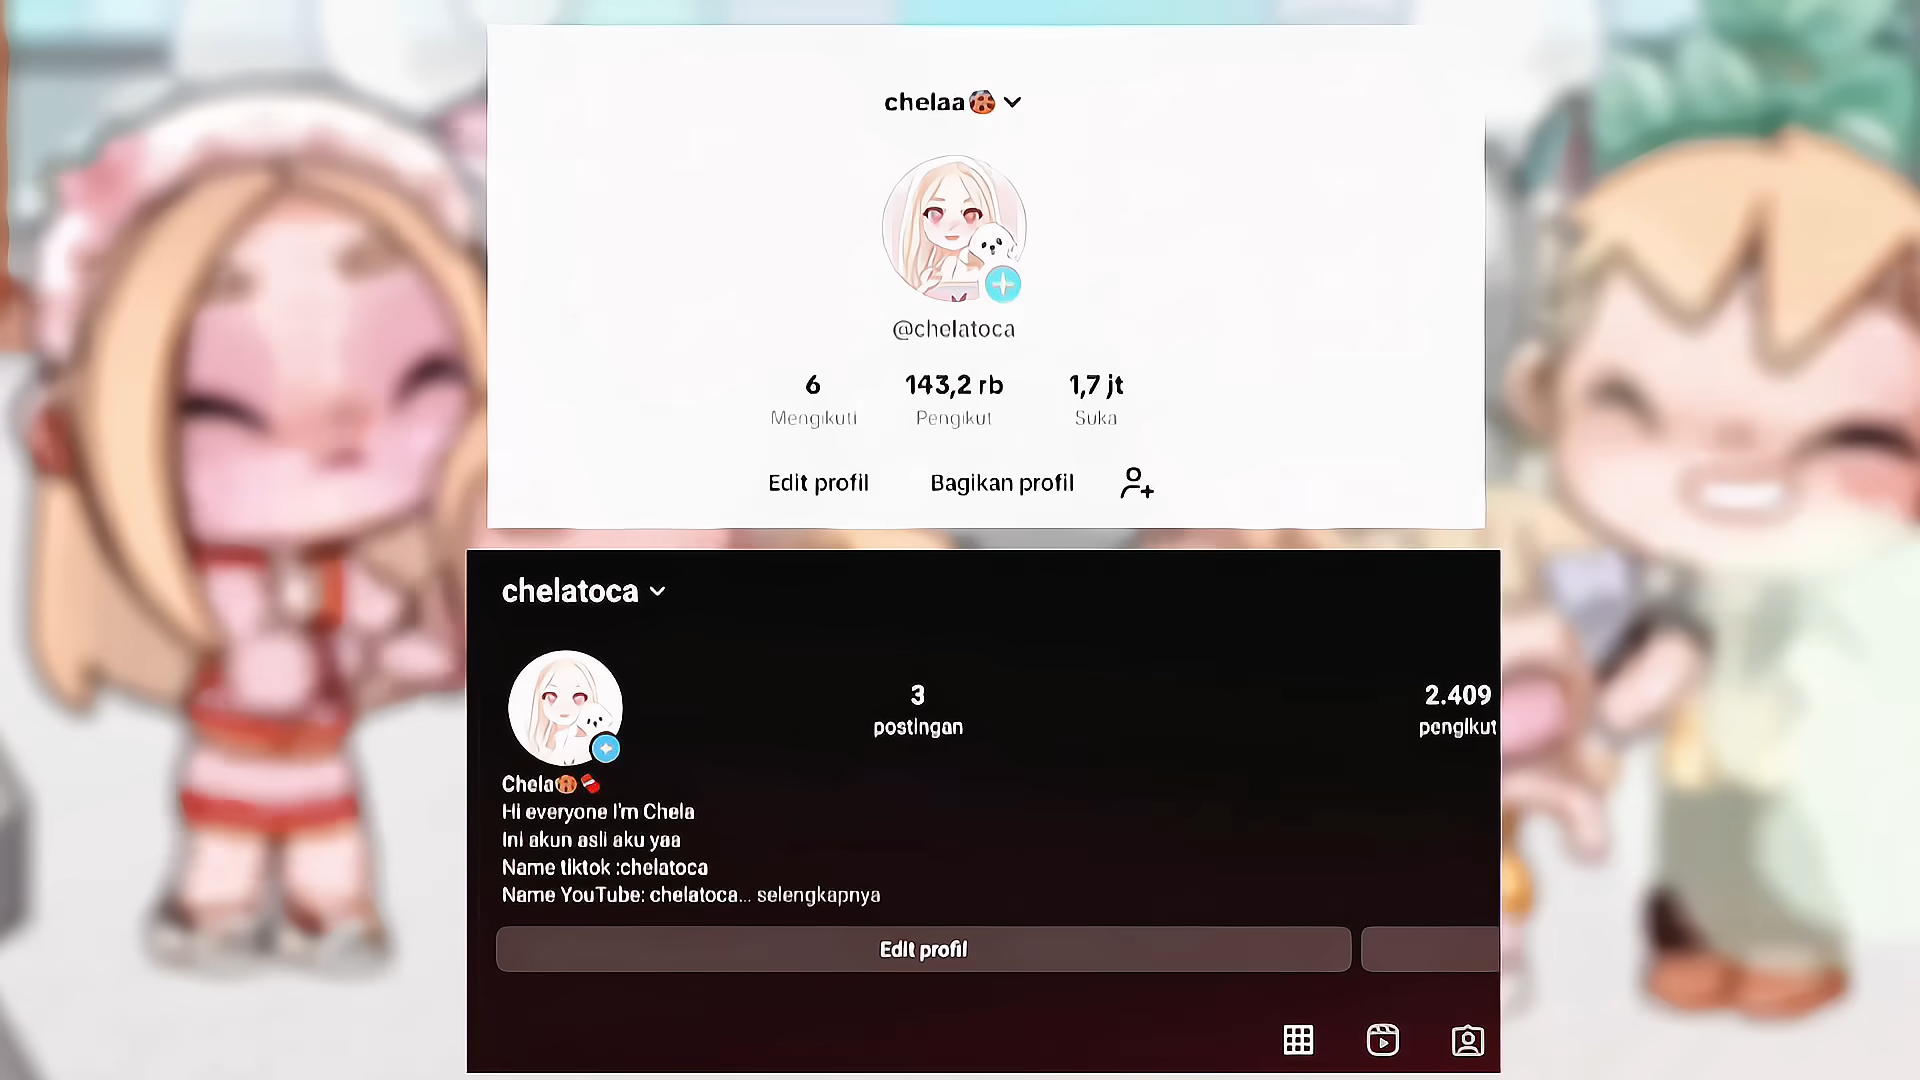 chelaa🍪
@chelatoca
6 143,2 rb 1,7 jt
Mengikuti Pengikut Suka
Edit profil Bagikan profil
chelatoca
3 2.409
postingan pengikut
Chela🍪🍫
Hi everyone I'm Chela
Ini akun asli aku yaa
Name tiktok :chelatoca
Name YouTube: chelatoca... selengkapnya
Edit profil